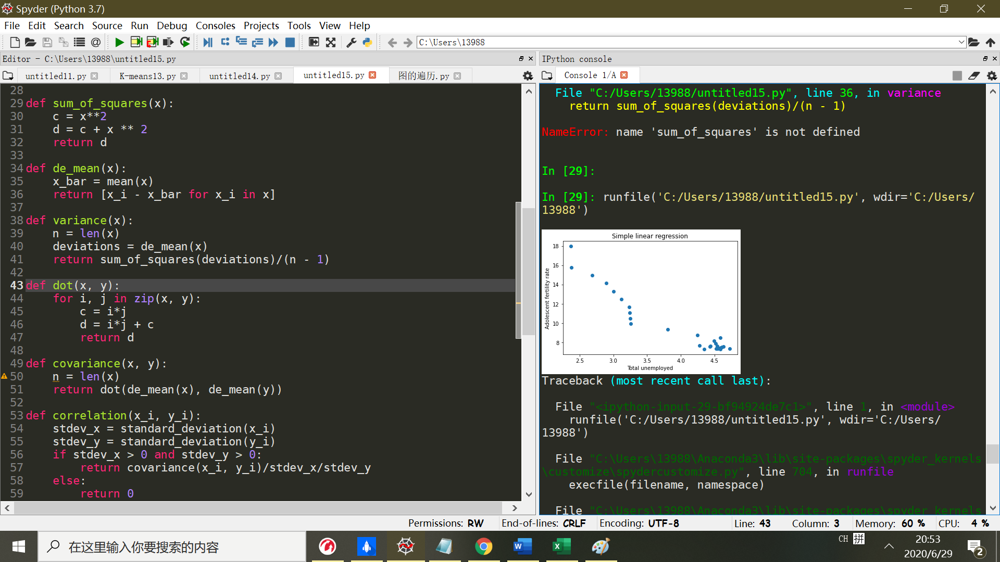 Spyder (Python 3.7)
File Edit Search Source Run Debug Consoles Projects Tools View Help
C:\Users\13988
Editor - C:\Users\13988\untitled15.py
untitled11.py K-means13.py untitled14.py untitled15.py 图的遍历.py
28
29 def sum_of_squares(x):
30 c = x**2
31 d = c + x ** 2
32 return d
33
34 def de_mean(x):
35 x_bar = mean(x)
36 return [x_i - x_bar for x_i in x]
37
38 def variance(x):
39 n = len(x)
40 deviations = de_mean(x)
41 return sum_of_squares(deviations)/(n - 1)
42
43 def dot(x, y):
44 for i, j in zip(x, y):
45 c = i*j
46 d = i*j + c
47 return d
48
49 def covariance(x, y):
50 n = len(x)
51 return dot(de_mean(x), de_mean(y))
52
53 def correlation(x_i, y_i):
54 stdev_x = standard_deviation(x_i)
55 stdev_y = standard_deviation(y_i)
56 if stdev_x > 0 and stdev_y > 0:
57 return covariance(x_i, y_i)/stdev_x/stdev_y
58 else:
59 return 0
IPython console
Console 1/A
File "C:/Users/13988/untitled15.py", line 36, in variance
return sum_of_squares(deviations)/(n - 1)
NameError: name 'sum_of_squares' is not defined
In [29]:
In [29]: runfile('C:/Users/13988/untitled15.py', wdir='C:/Users/
13988')
Simple linear regression
18
16
14
12
10
8
Adolescent fertility rate
2.5 3.0 3.5 4.0 4.5
Total unemployed
Traceback (most recent call last):
File "<ipython-input-29-bf94924de7c1>", line 1, in <module>
runfile('C:/Users/13988/untitled15.py', wdir='C:/Users/
13988')
File "C:\Users\13988\Anaconda3\lib\site-packages\spyder_kernels
\customize\spydercustomize.py", line 704, in runfile
execfile(filename, namespace)
File "C:\Users\13988\Anaconda3\lib\site-packages\spyder_kernels
Permissions: RW End-of-lines: CRLF Encoding: UTF-8 Line: 43 Column: 3 Memory: 60 % CPU: 4 %
在这里输入你要搜索的内容
CH 拼
20:53
2020/6/29
2